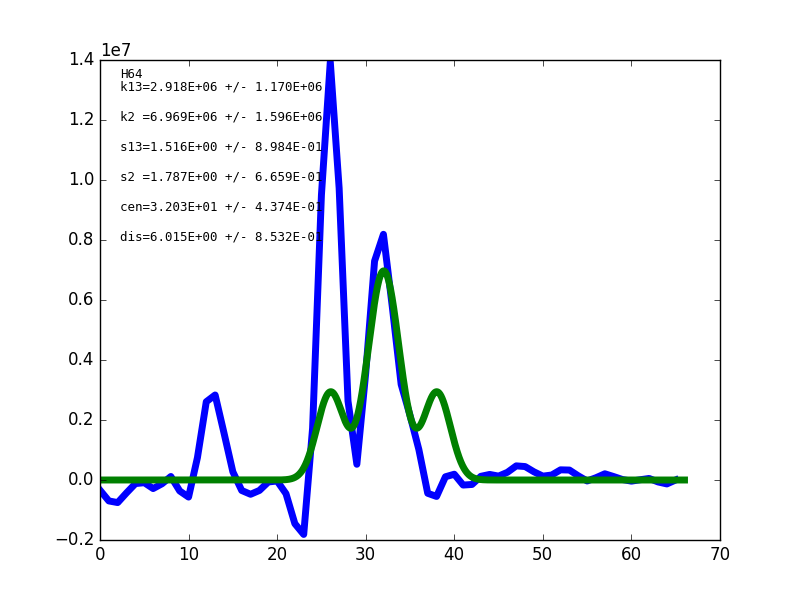 1e7
H64
k13=2.918E+06 +/- 1.170E+06
k2 =6.969E+06 +/- 1.596E+06
s13=1.516E+00 +/- 8.984E-01
s2 =1.787E+00 +/- 6.659E-01
cen=3.203E+01 +/- 4.374E-01
dis=6.015E+00 +/- 8.532E-01
1.4
1.2
1.0
0.8
0.6
0.4
0.2
0.0
−0.2
0 10 20 30 40 50 60 70